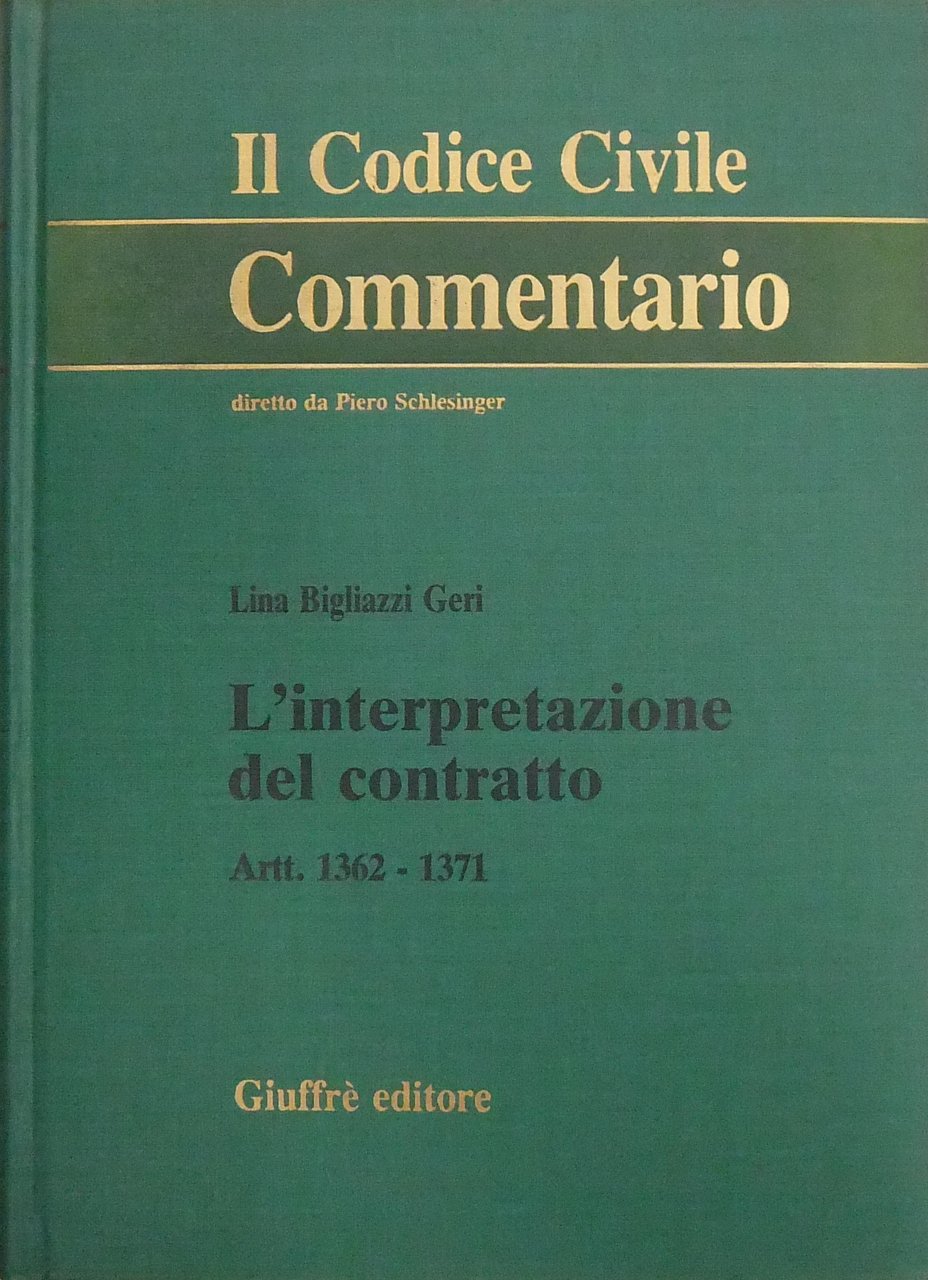 Il Codice Civile
Commentario
diretto da Piero Schlesinger
Lina Bigliazzi Geri
L'interpretazione
del contratto
Artt. 1362 - 1371
Giuffrè editore